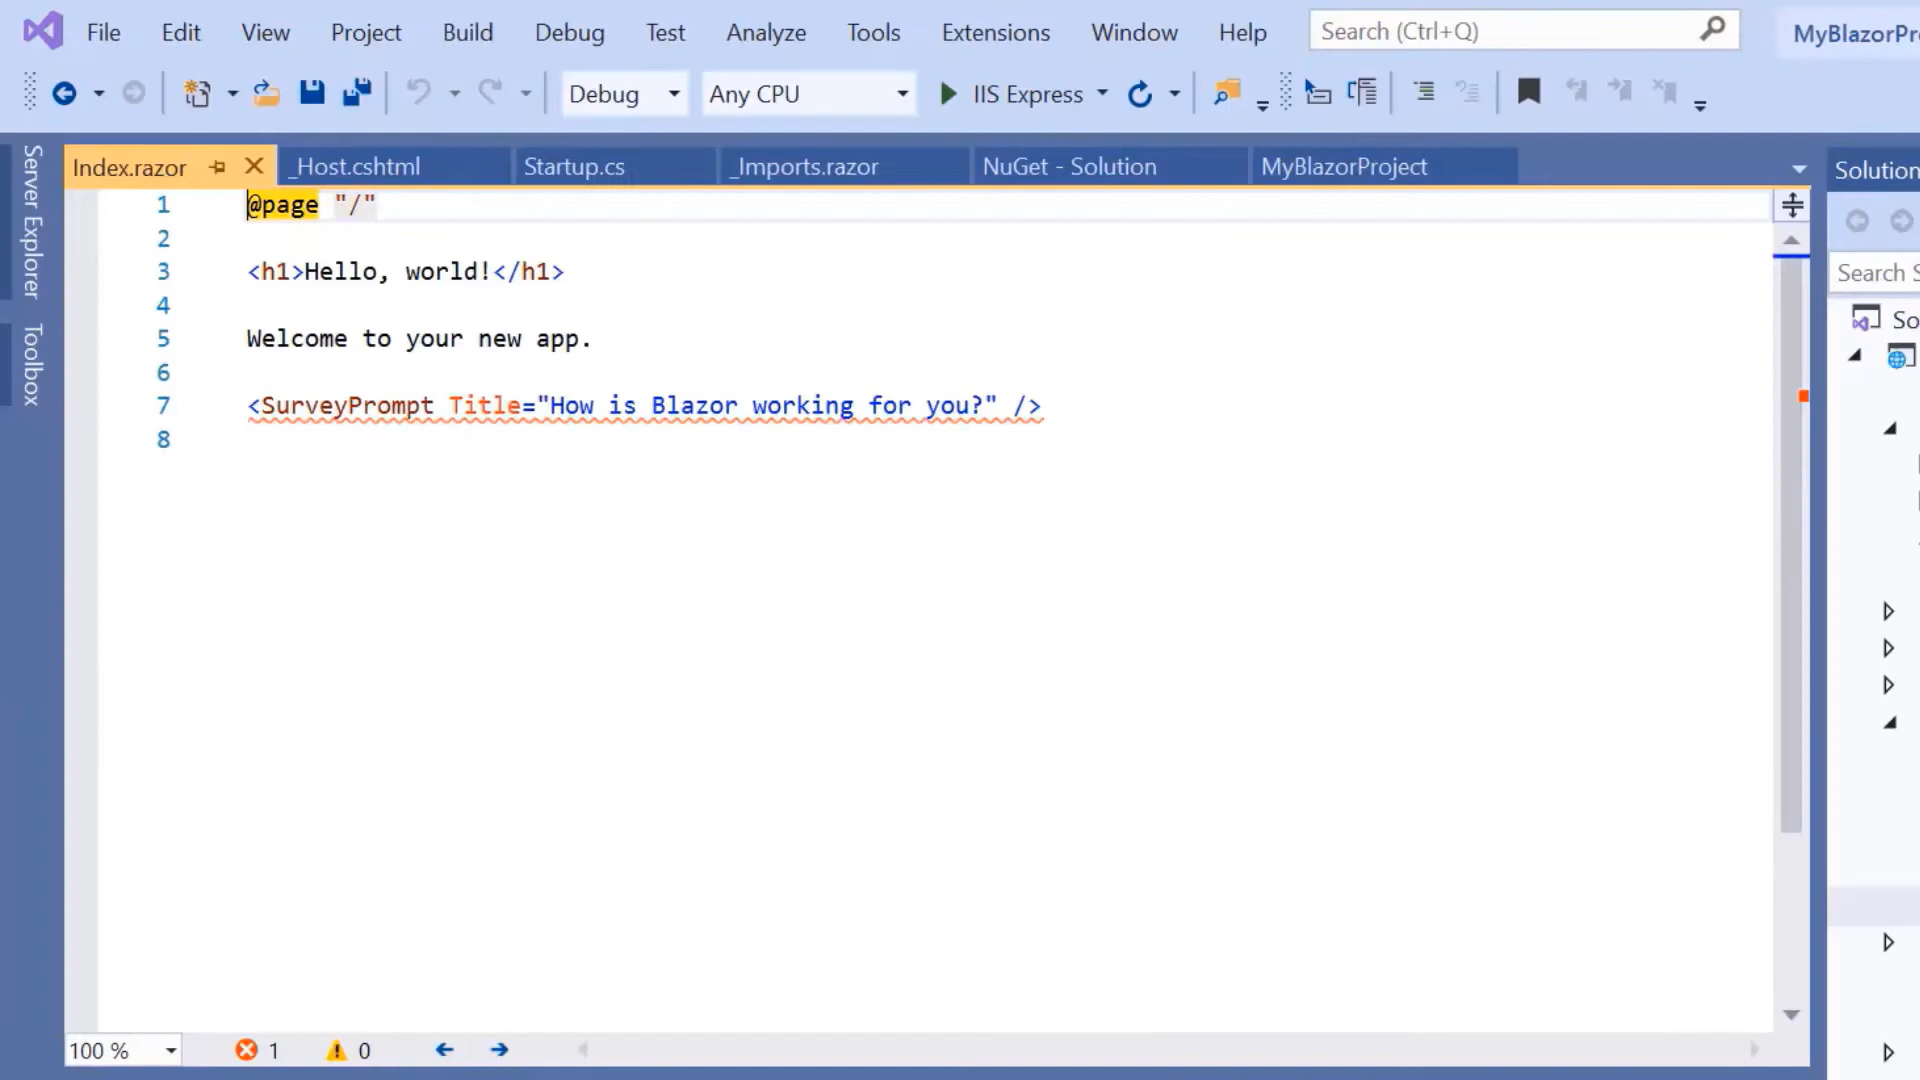 File Edit View Project Build Debug Test Analyze Tools Extensions Window Help Search (Ctrl+Q) MyBlazorPr
Debug Any CPU IIS Express
Server Explorer
Toolbox
Index.razor _Host.cshtml Startup.cs _Imports.razor NuGet - Solution MyBlazorProject
1 @page "/"
2
3 <h1>Hello, world!</h1>
4
5 Welcome to your new app.
6
7 <SurveyPrompt Title="How is Blazor working for you?" />
8
Solution
Search S
So
100 % 1 0